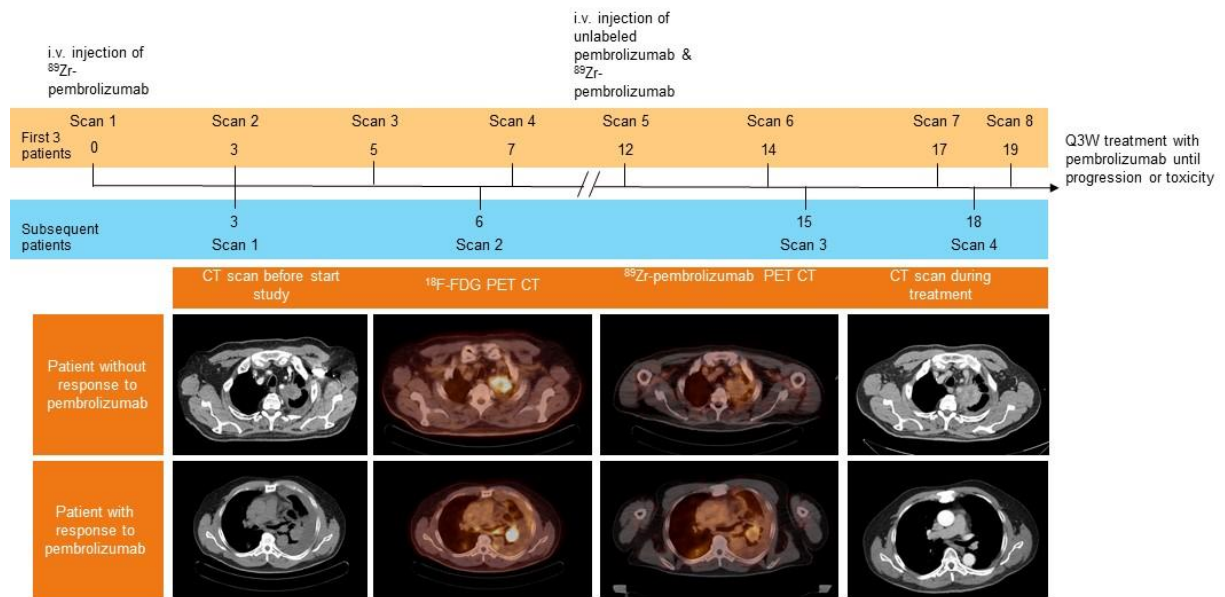 i.v. injection of
⁸⁹Zr-
pembrolizumab
i.v. injection of
unlabeled
pembrolizumab &
⁸⁹Zr-
pembrolizumab
Scan 1 Scan 2 Scan 3 Scan 4 Scan 5 Scan 6 Scan 7 Scan 8
First 3
patients
0 3 5 7 12 14 17 19
Q3W treatment with
pembrolizumab until
progression or toxicity
Subsequent
patients
3 6 15 18
Scan 1 Scan 2 Scan 3 Scan 4
CT scan before start
study
¹⁸F-FDG PET CT
⁸⁹Zr-pembrolizumab PET CT
CT scan during
treatment
Patient without
response to
pembrolizumab
Patient with
response to
pembrolizumab